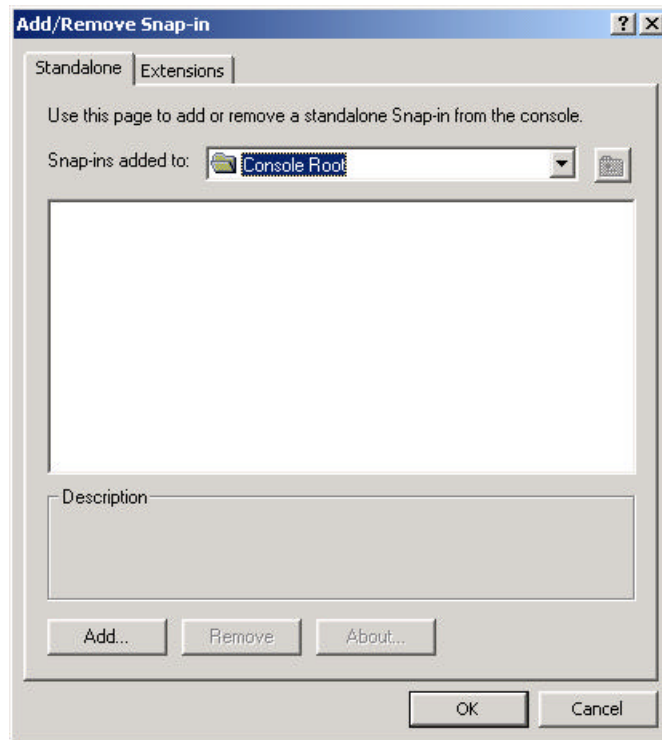 Add/Remove Snap-in
Standalone Extensions
Use this page to add or remove a standalone Snap-in from the console.
Snap-ins added to: Console Root
Description
Add... Remove About...
OK Cancel